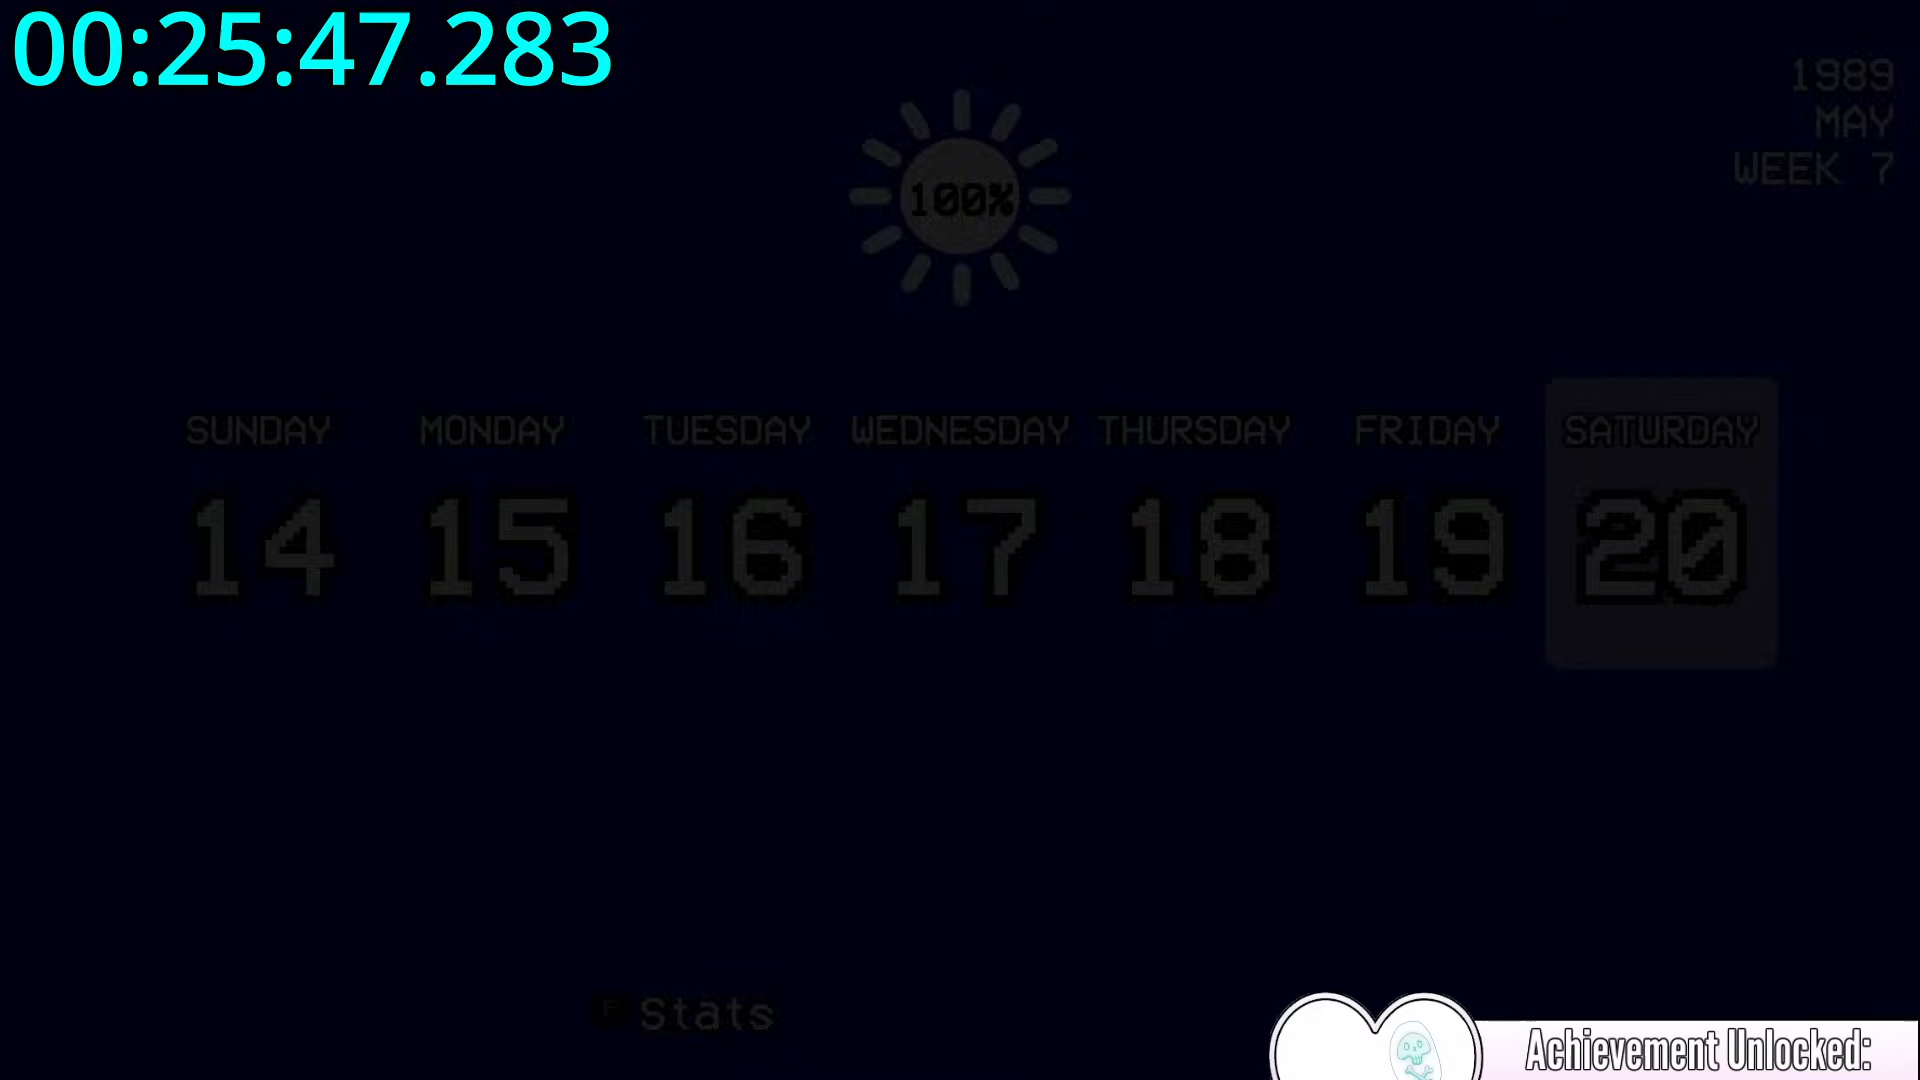 00:25:47.283
1989
MAY
WEEK 7
100%
SUNDAY MONDAY TUESDAY WEDNESDAY THURSDAY FRIDAY SATURDAY
14 15 16 17 18 19 20
F Stats
Achievement Unlocked: